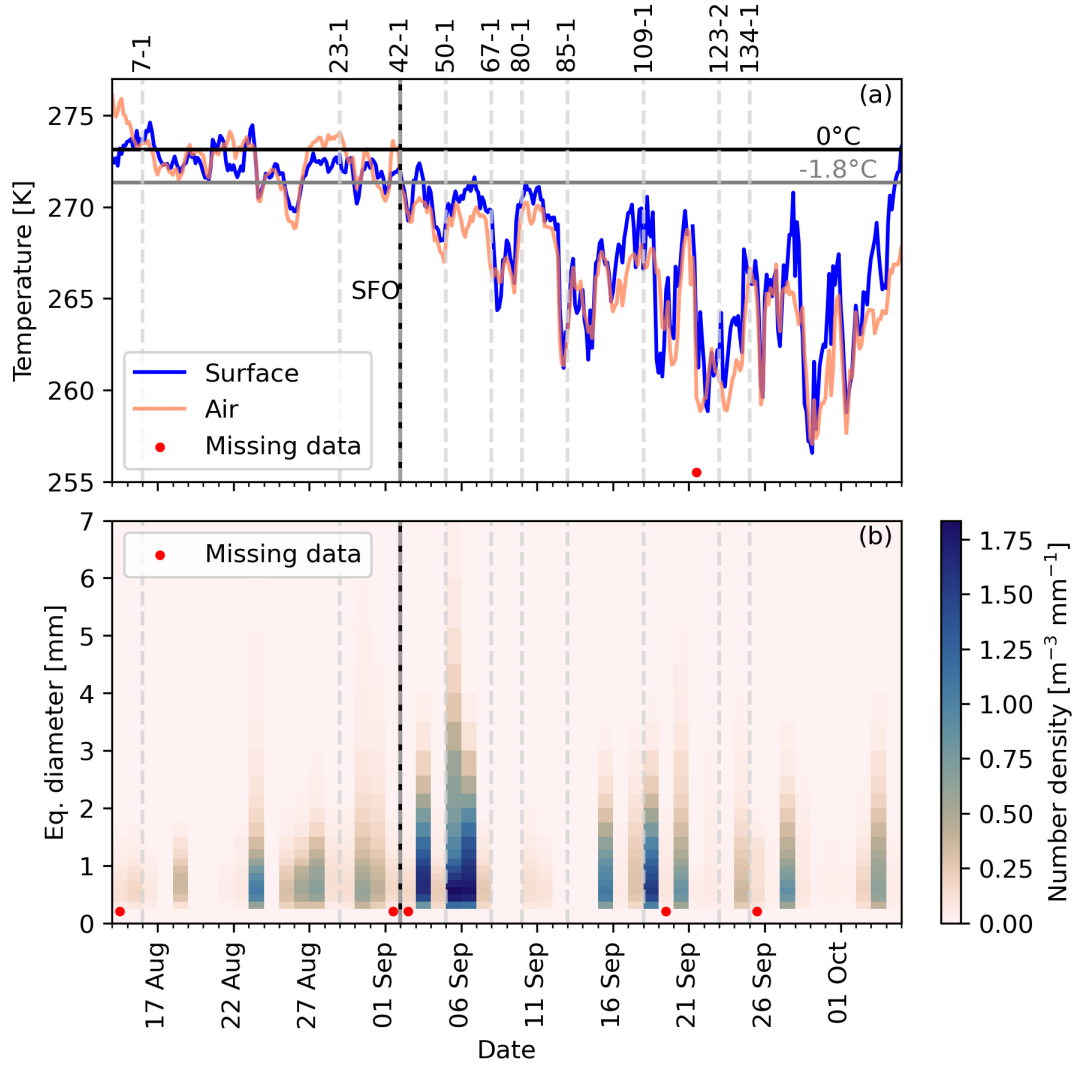 7-1
23-1
42-1
50-1
67-1
80-1
85-1
109-1
123-2
134-1
(a)
275
270
265
260
255
Temperature [K]
0°C
-1.8°C
SFO
Surface
Air
Missing data
(b)
Missing data
7
6
5
4
3
2
1
0
Eq. diameter [mm]
17 Aug
22 Aug
27 Aug
01 Sep
06 Sep
11 Sep
16 Sep
21 Sep
26 Sep
01 Oct
Date
1.75
1.50
1.25
1.00
0.75
0.50
0.25
0.00
Number density [m⁻³ mm⁻¹]